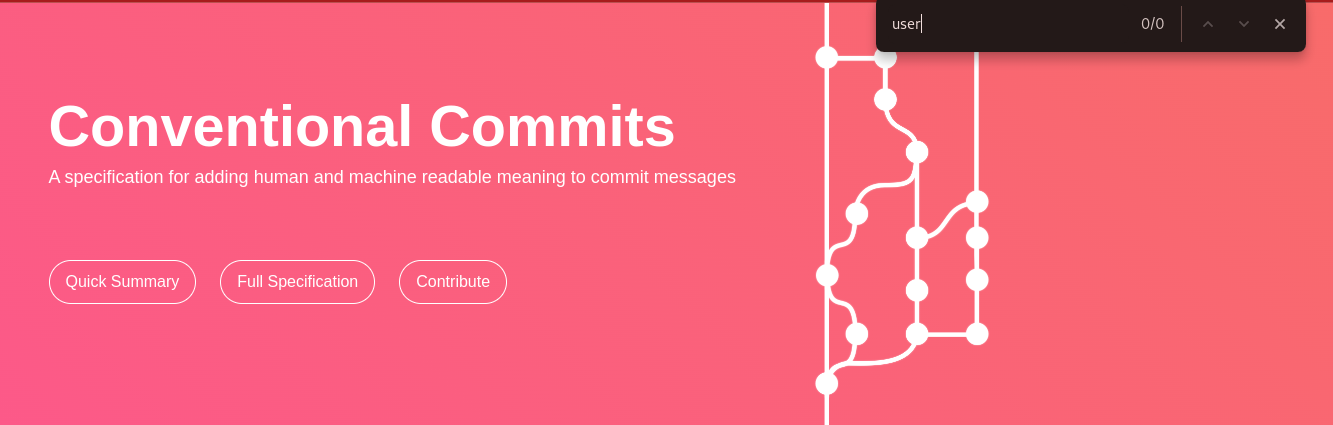 user 0/0
Conventional Commits
A specification for adding human and machine readable meaning to commit messages
Quick Summary Full Specification Contribute